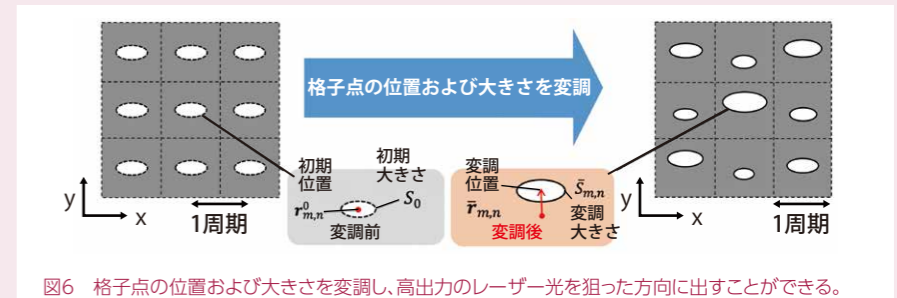 格子点の位置および大きさを変調
初期
位置
初期
大きさ
r⁰m,n
S₀
変調前
変調
位置
r̄m,n
S̄m,n
変調
大きさ
変調後
y
x
1周期
y
x
1周期
図6 格子点の位置および大きさを変調し、高出力のレーザー光を狙った方向に出すことができる。